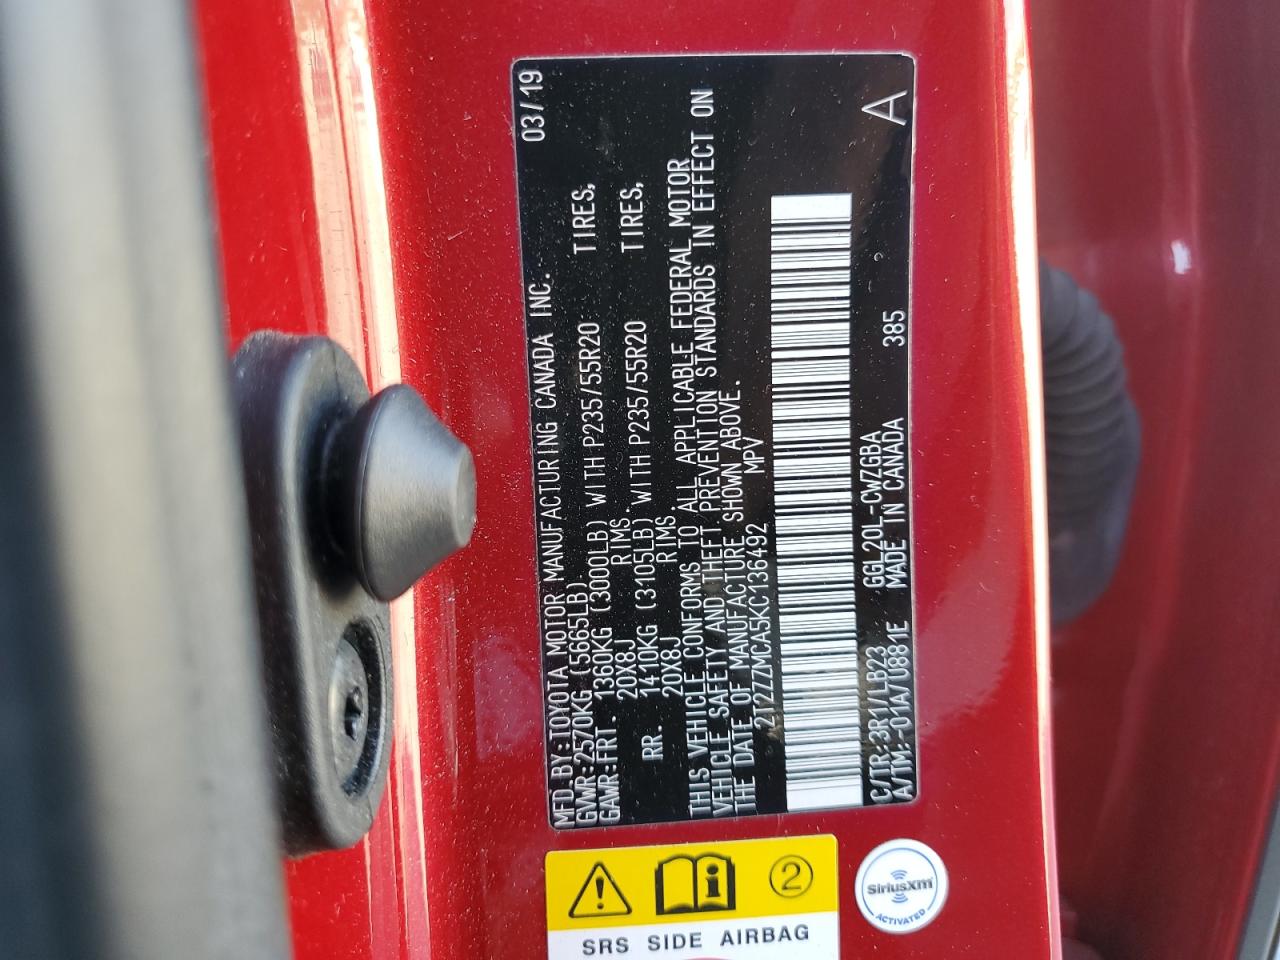 MFD.BY:TOYOTA MOTOR MANUFACTURING CANADA INC. 03/19
GVWR:2570KG (5665LB)
GAWR:FRT. 1360KG (3000LB) WITH P235/55R20 TIRES,
20X8J RIMS.
RR. 1410KG (3105LB) WITH P235/55R20 TIRES,
20X8J RIMS.
THIS VEHICLE CONFORMS TO ALL APPLICABLE FEDERAL MOTOR
VEHICLE SAFETY AND THEFT PREVENTION STANDARDS IN EFFECT ON
THE DATE OF MANUFACTURE SHOWN ABOVE.
2T2ZZMCA5KC136492 MPV
C/TR:3R1/LB23 GGL20L-CWZGBA 385 A
A/TM:-01A/U881E MADE IN CANADA
2
SRS SIDE AIRBAG
SiriusXM
ACTIVATED